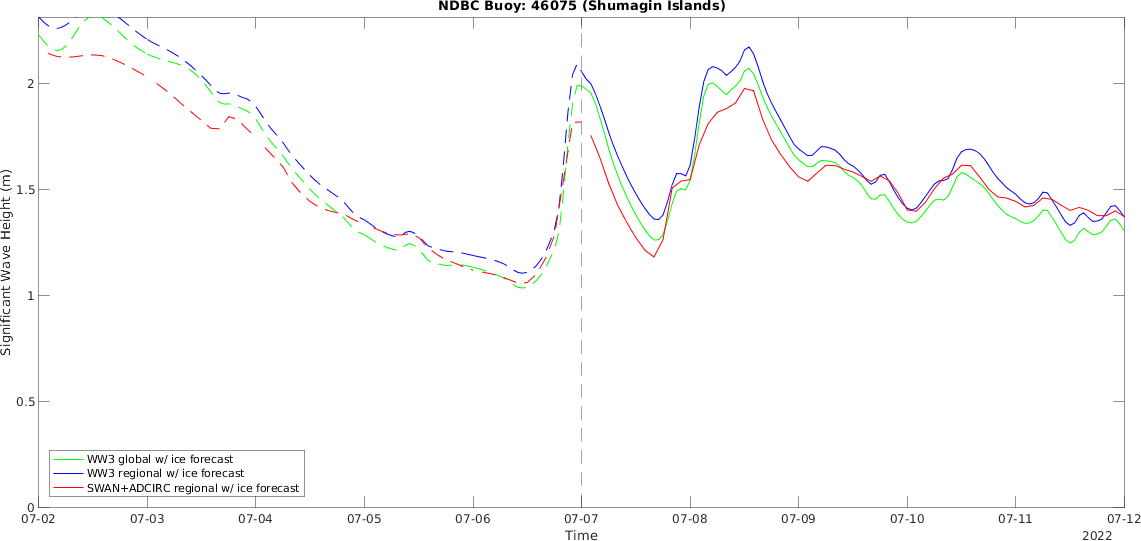 NDBC Buoy: 46075 (Shumagin Islands)
Significant Wave Height (m)
2
1.5
1
0.5
0
WW3 global w/ ice forecast
WW3 regional w/ ice forecast
SWAN+ADCIRC regional w/ ice forecast
07-02 07-03 07-04 07-05 07-06 07-07 07-08 07-09 07-10 07-11 07-12
Time
2022